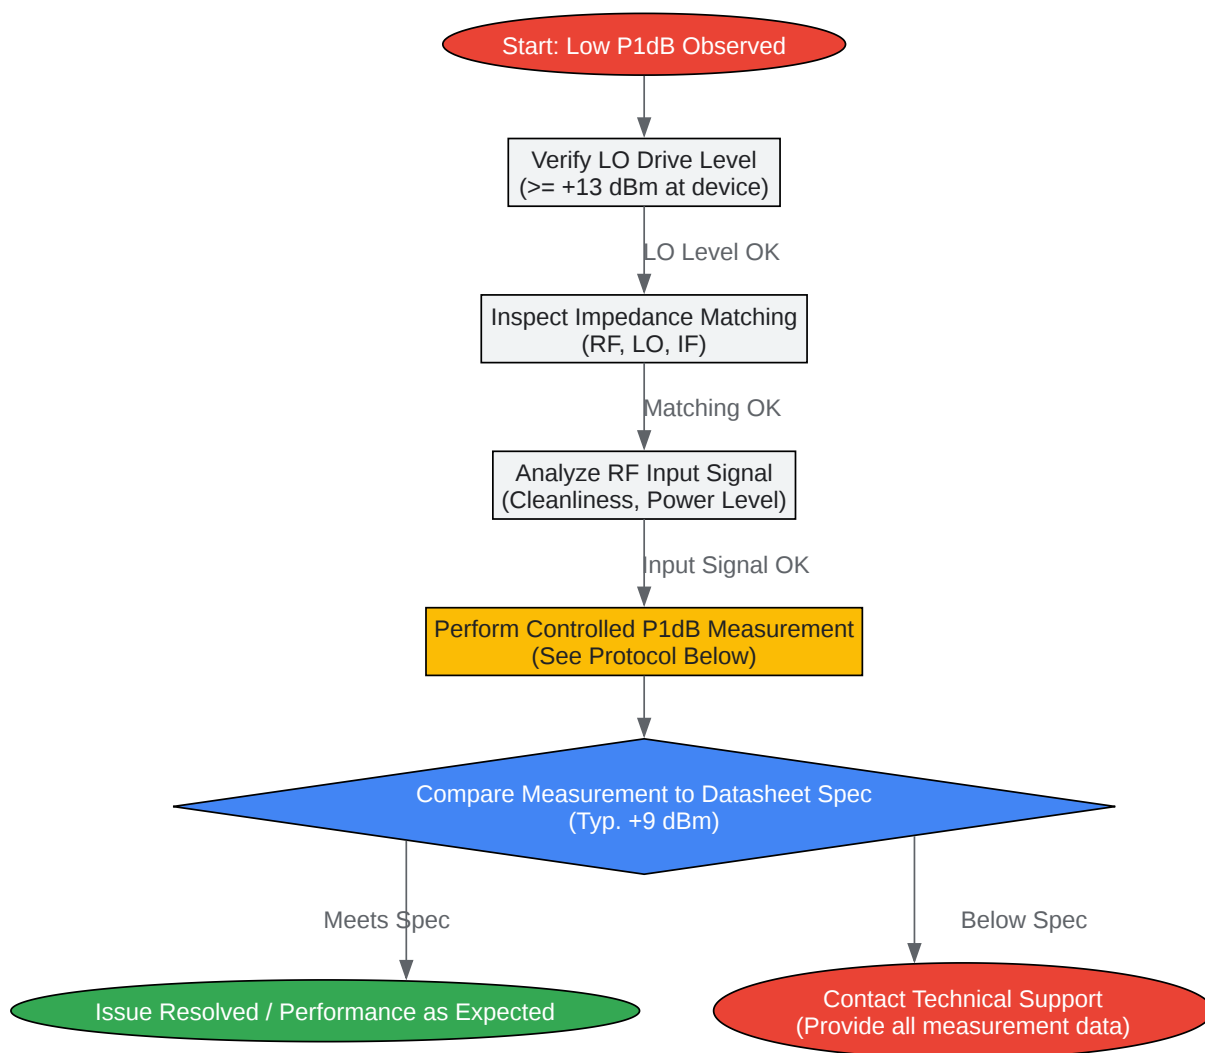 Start: Low P1dB Observed
Verify LO Drive Level
(>= +13 dBm at device)
LO Level OK
Inspect Impedance Matching
(RF, LO, IF)
Matching OK
Analyze RF Input Signal
(Cleanliness, Power Level)
Input Signal OK
Perform Controlled P1dB Measurement
(See Protocol Below)
Compare Measurement to Datasheet Spec
(Typ. +9 dBm)
Meets Spec
Below Spec
Issue Resolved / Performance as Expected
Contact Technical Support
(Provide all measurement data)